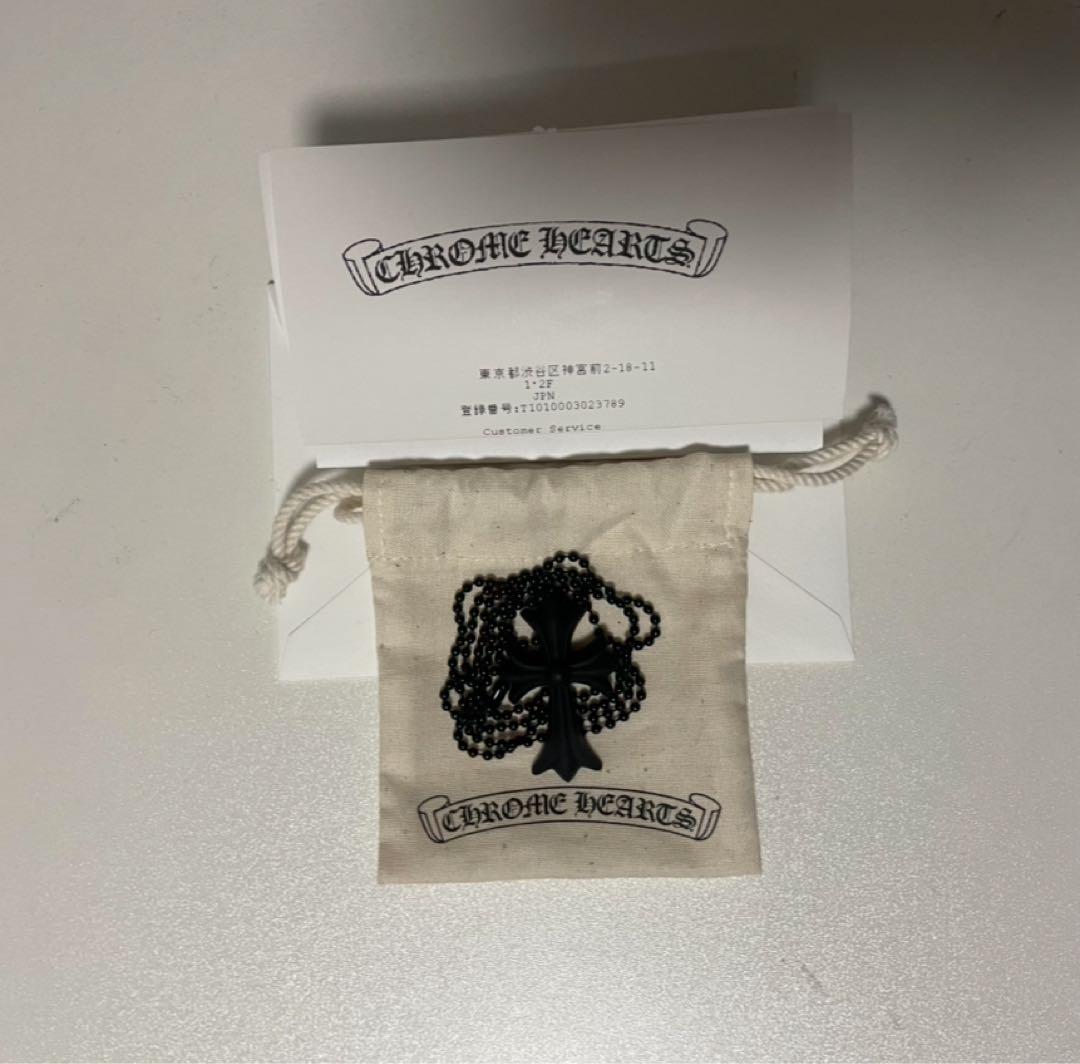 CHROME HEARTS
東京都渋谷区神宮前2-18-11
1・2F
JPN
登録番号:T1010003023789
Customer Service
CHROME HEARTS